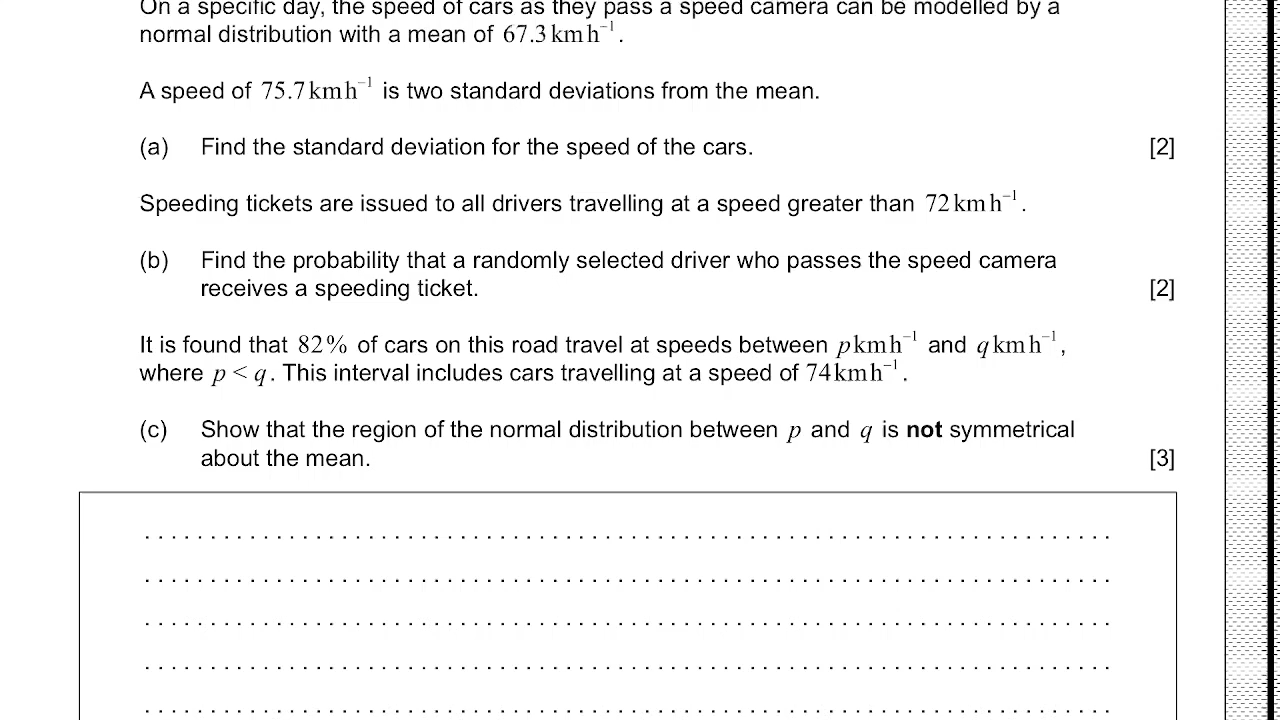 On a specific day, the speed of cars as they pass a speed camera can be modelled by a
normal distribution with a mean of 67.3 km h⁻¹.
A speed of 75.7 km h⁻¹ is two standard deviations from the mean.
(a) Find the standard deviation for the speed of the cars. [2]
Speeding tickets are issued to all drivers travelling at a speed greater than 72 km h⁻¹.
(b) Find the probability that a randomly selected driver who passes the speed camera
receives a speeding ticket. [2]
It is found that 82% of cars on this road travel at speeds between p km h⁻¹ and q km h⁻¹,
where p < q. This interval includes cars travelling at a speed of 74 km h⁻¹.
(c) Show that the region of the normal distribution between p and q is not symmetrical
about the mean. [3]